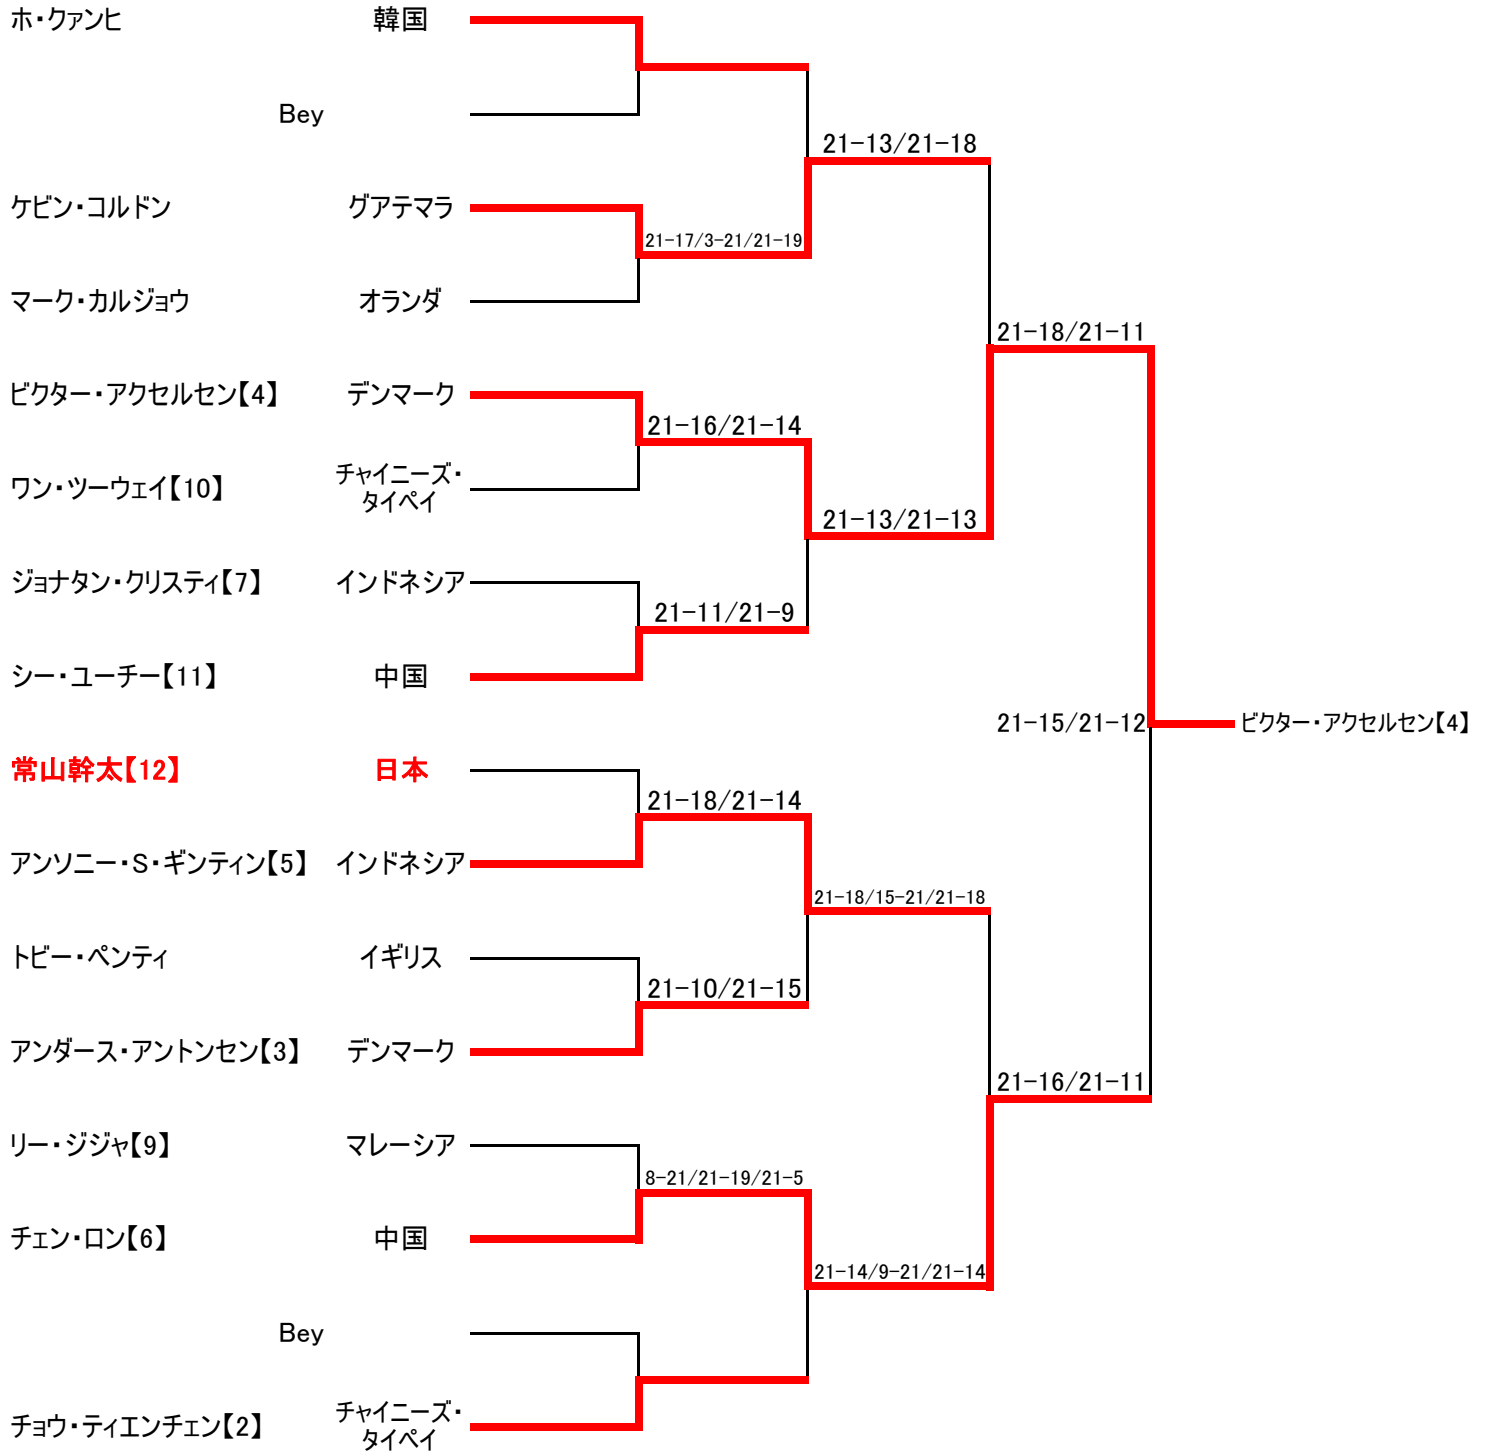 ホ・クァンヒ 韓国
Bey
21-13/21-18
ケビン・コルドン グアテマラ
21-17/3-21/21-19
マーク・カルジョウ オランダ
21-18/21-11
ビクター・アクセルセン【4】 デンマーク
21-16/21-14
ワン・ツーウェイ【10】 チャイニーズ・
タイペイ
21-13/21-13
ジョナタン・クリスティ【7】 インドネシア
21-11/21-9
シー・ユーチー【11】 中国
21-15/21-12 ビクター・アクセルセン【4】
常山幹太【12】 日本
21-18/21-14
アンソニー・S・ギンティン【5】 インドネシア
21-18/15-21/21-18
トビー・ペンティ イギリス
21-10/21-15
アンダース・アントンセン【3】 デンマーク
21-16/21-11
リー・ジジャ【9】 マレーシア
8-21/21-19/21-5
チェン・ロン【6】 中国
21-14/9-21/21-14
Bey
チョウ・ティエンチェン【2】 チャイニーズ・
タイペイ